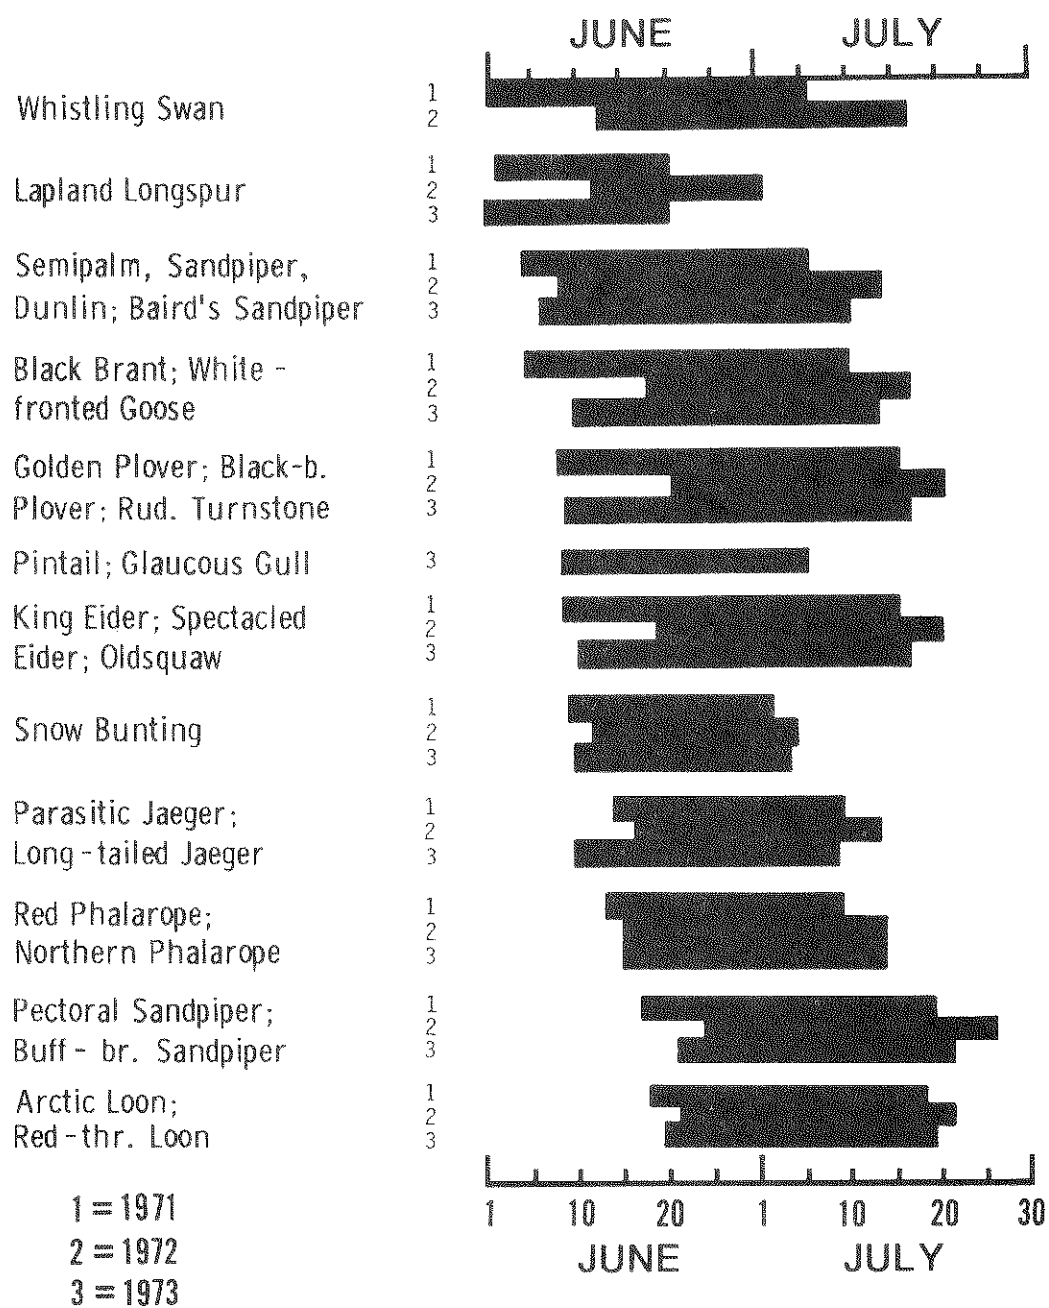 JUNE JULY
Whistling Swan 1
2
Lapland Longspur 1
2
3
Semipalm, Sandpiper, 1
2
Dunlin; Baird's Sandpiper 3
Black Brant; White - 1
2
fronted Goose 3
Golden Plover; Black-b. 1
2
Plover; Rud. Turnstone 3
Pintail; Glaucous Gull 3
King Eider; Spectacled 1
2
Eider; Oldsquaw 3
Snow Bunting 1
2
3
Parasitic Jaeger; 1
2
Long-tailed Jaeger 3
Red Phalarope; 1
2
Northern Phalarope 3
Pectoral Sandpiper; 1
2
Buff- br. Sandpiper 3
Arctic Loon; 1
2
Red-thr. Loon 3
1 10 20 1 10 20 30
JUNE JULY
1 = 1971
2 = 1972
3 = 1973